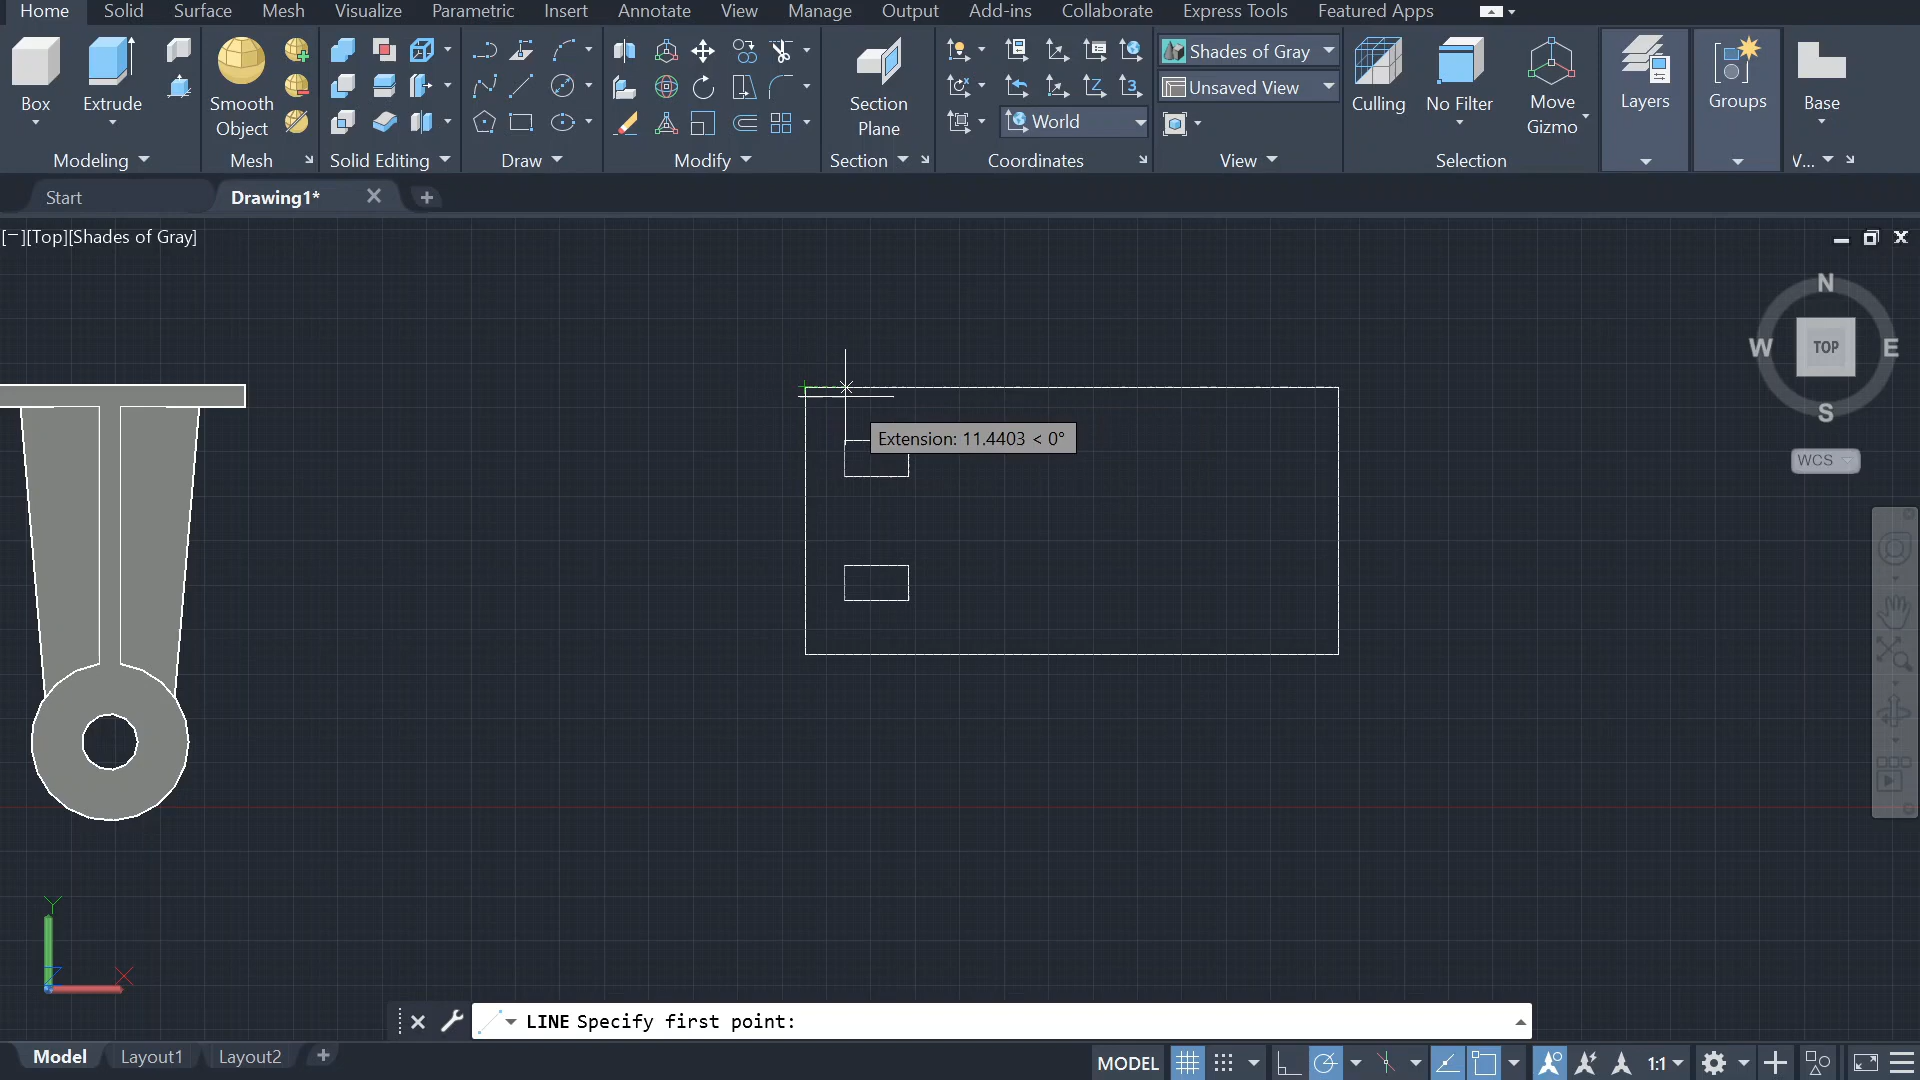 Home Solid Surface Mesh Visualize Parametric Insert Annotate View Manage Output Add-ins Collaborate Express Tools Featured Apps
Box
Extrude
Smooth
Object
Section
Plane
Shades of Gray
Unsaved View
World
Culling
No Filter
Move
Gizmo
Layers
Groups
Base
Modeling
Mesh
Solid Editing
Draw
Modify
Section
Coordinates
View
Selection
V...
Start
Drawing1*
[−][Top][Shades of Gray]
N
W
TOP
E
S
WCS
Extension: 11.4403 < 0°
Y
X
LINE Specify first point:
Model
Layout1
Layout2
MODEL
1:1